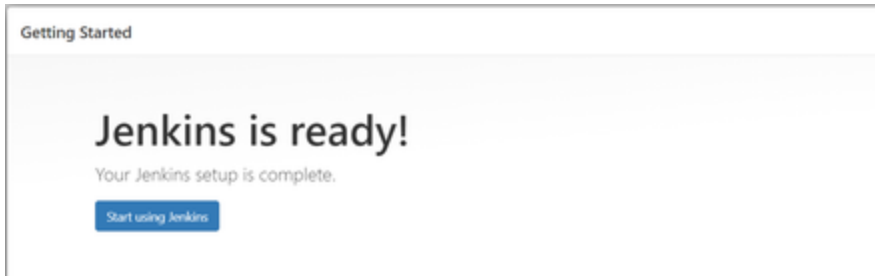 Getting Started
Jenkins is ready!
Your Jenkins setup is complete.
Start using Jenkins